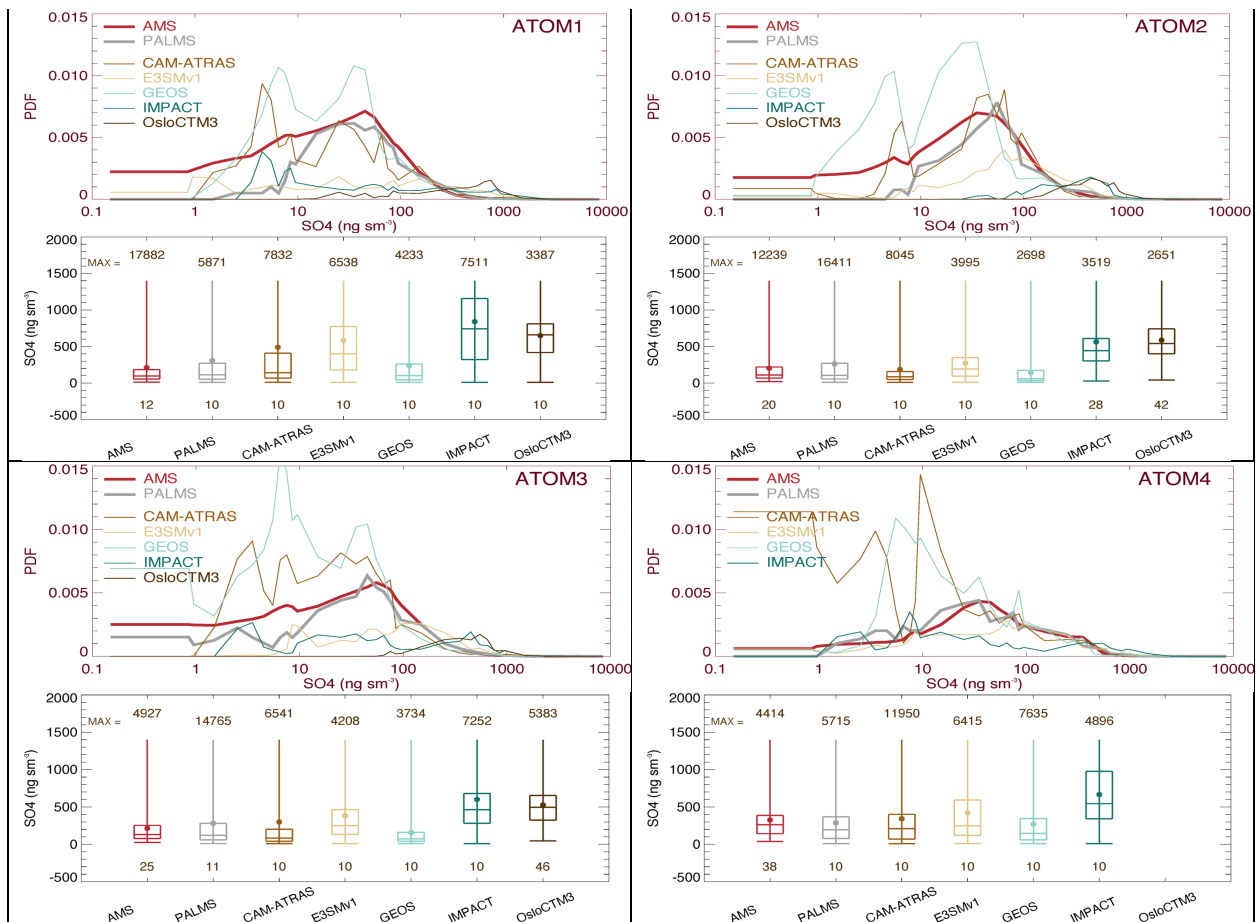 ATOM1
AMS
PALMS
CAM-ATRAS
E3SMv1
GEOS
IMPACT
OsloCTM3
PDF
0.015
0.010
0.005
0
0.1 1 10 100 1000 10000
SO4 (ng sm⁻³)
2000
1500
1000
500
0
-500
SO4 (ng sm⁻³)
MAX = 17882 5871 7832 6538 4233 7511 3387
12 10 10 10 10 10 10
AMS PALMS CAM-ATRAS E3SMv1 GEOS IMPACT OsloCTM3
ATOM2
AMS
PALMS
CAM-ATRAS
E3SMv1
GEOS
IMPACT
OsloCTM3
PDF
0.015
0.010
0.005
0
0.1 1 10 100 1000 10000
SO4 (ng sm⁻³)
2000
1500
1000
500
0
-500
SO4 (ng sm⁻³)
MAX = 12239 16411 8045 3995 2698 3519 2651
20 10 10 10 10 28 42
AMS PALMS CAM-ATRAS E3SMv1 GEOS IMPACT OsloCTM3
ATOM3
AMS
PALMS
CAM-ATRAS
E3SMv1
GEOS
IMPACT
OsloCTM3
PDF
0.015
0.010
0.005
0
0.1 1 10 100 1000 10000
SO4 (ng sm⁻³)
2000
1500
1000
500
0
-500
SO4 (ng sm⁻³)
MAX = 4927 14765 6541 4208 3734 7252 5383
25 11 10 10 10 10 46
AMS PALMS CAM-ATRAS E3SMv1 GEOS IMPACT OsloCTM3
ATOM4
AMS
PALMS
CAM-ATRAS
E3SMv1
GEOS
IMPACT
PDF
0.015
0.010
0.005
0
0.1 1 10 100 1000 10000
SO4 (ng sm⁻³)
2000
1500
1000
500
0
-500
SO4 (ng sm⁻³)
MAX = 4414 5715 11950 6415 7635 4896
38 10 10 10 10 10
AMS PALMS CAM-ATRAS E3SMv1 GEOS IMPACT OsloCTM3